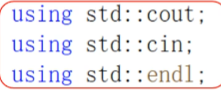 using std::cout;
using std::cin;
using std::endl;